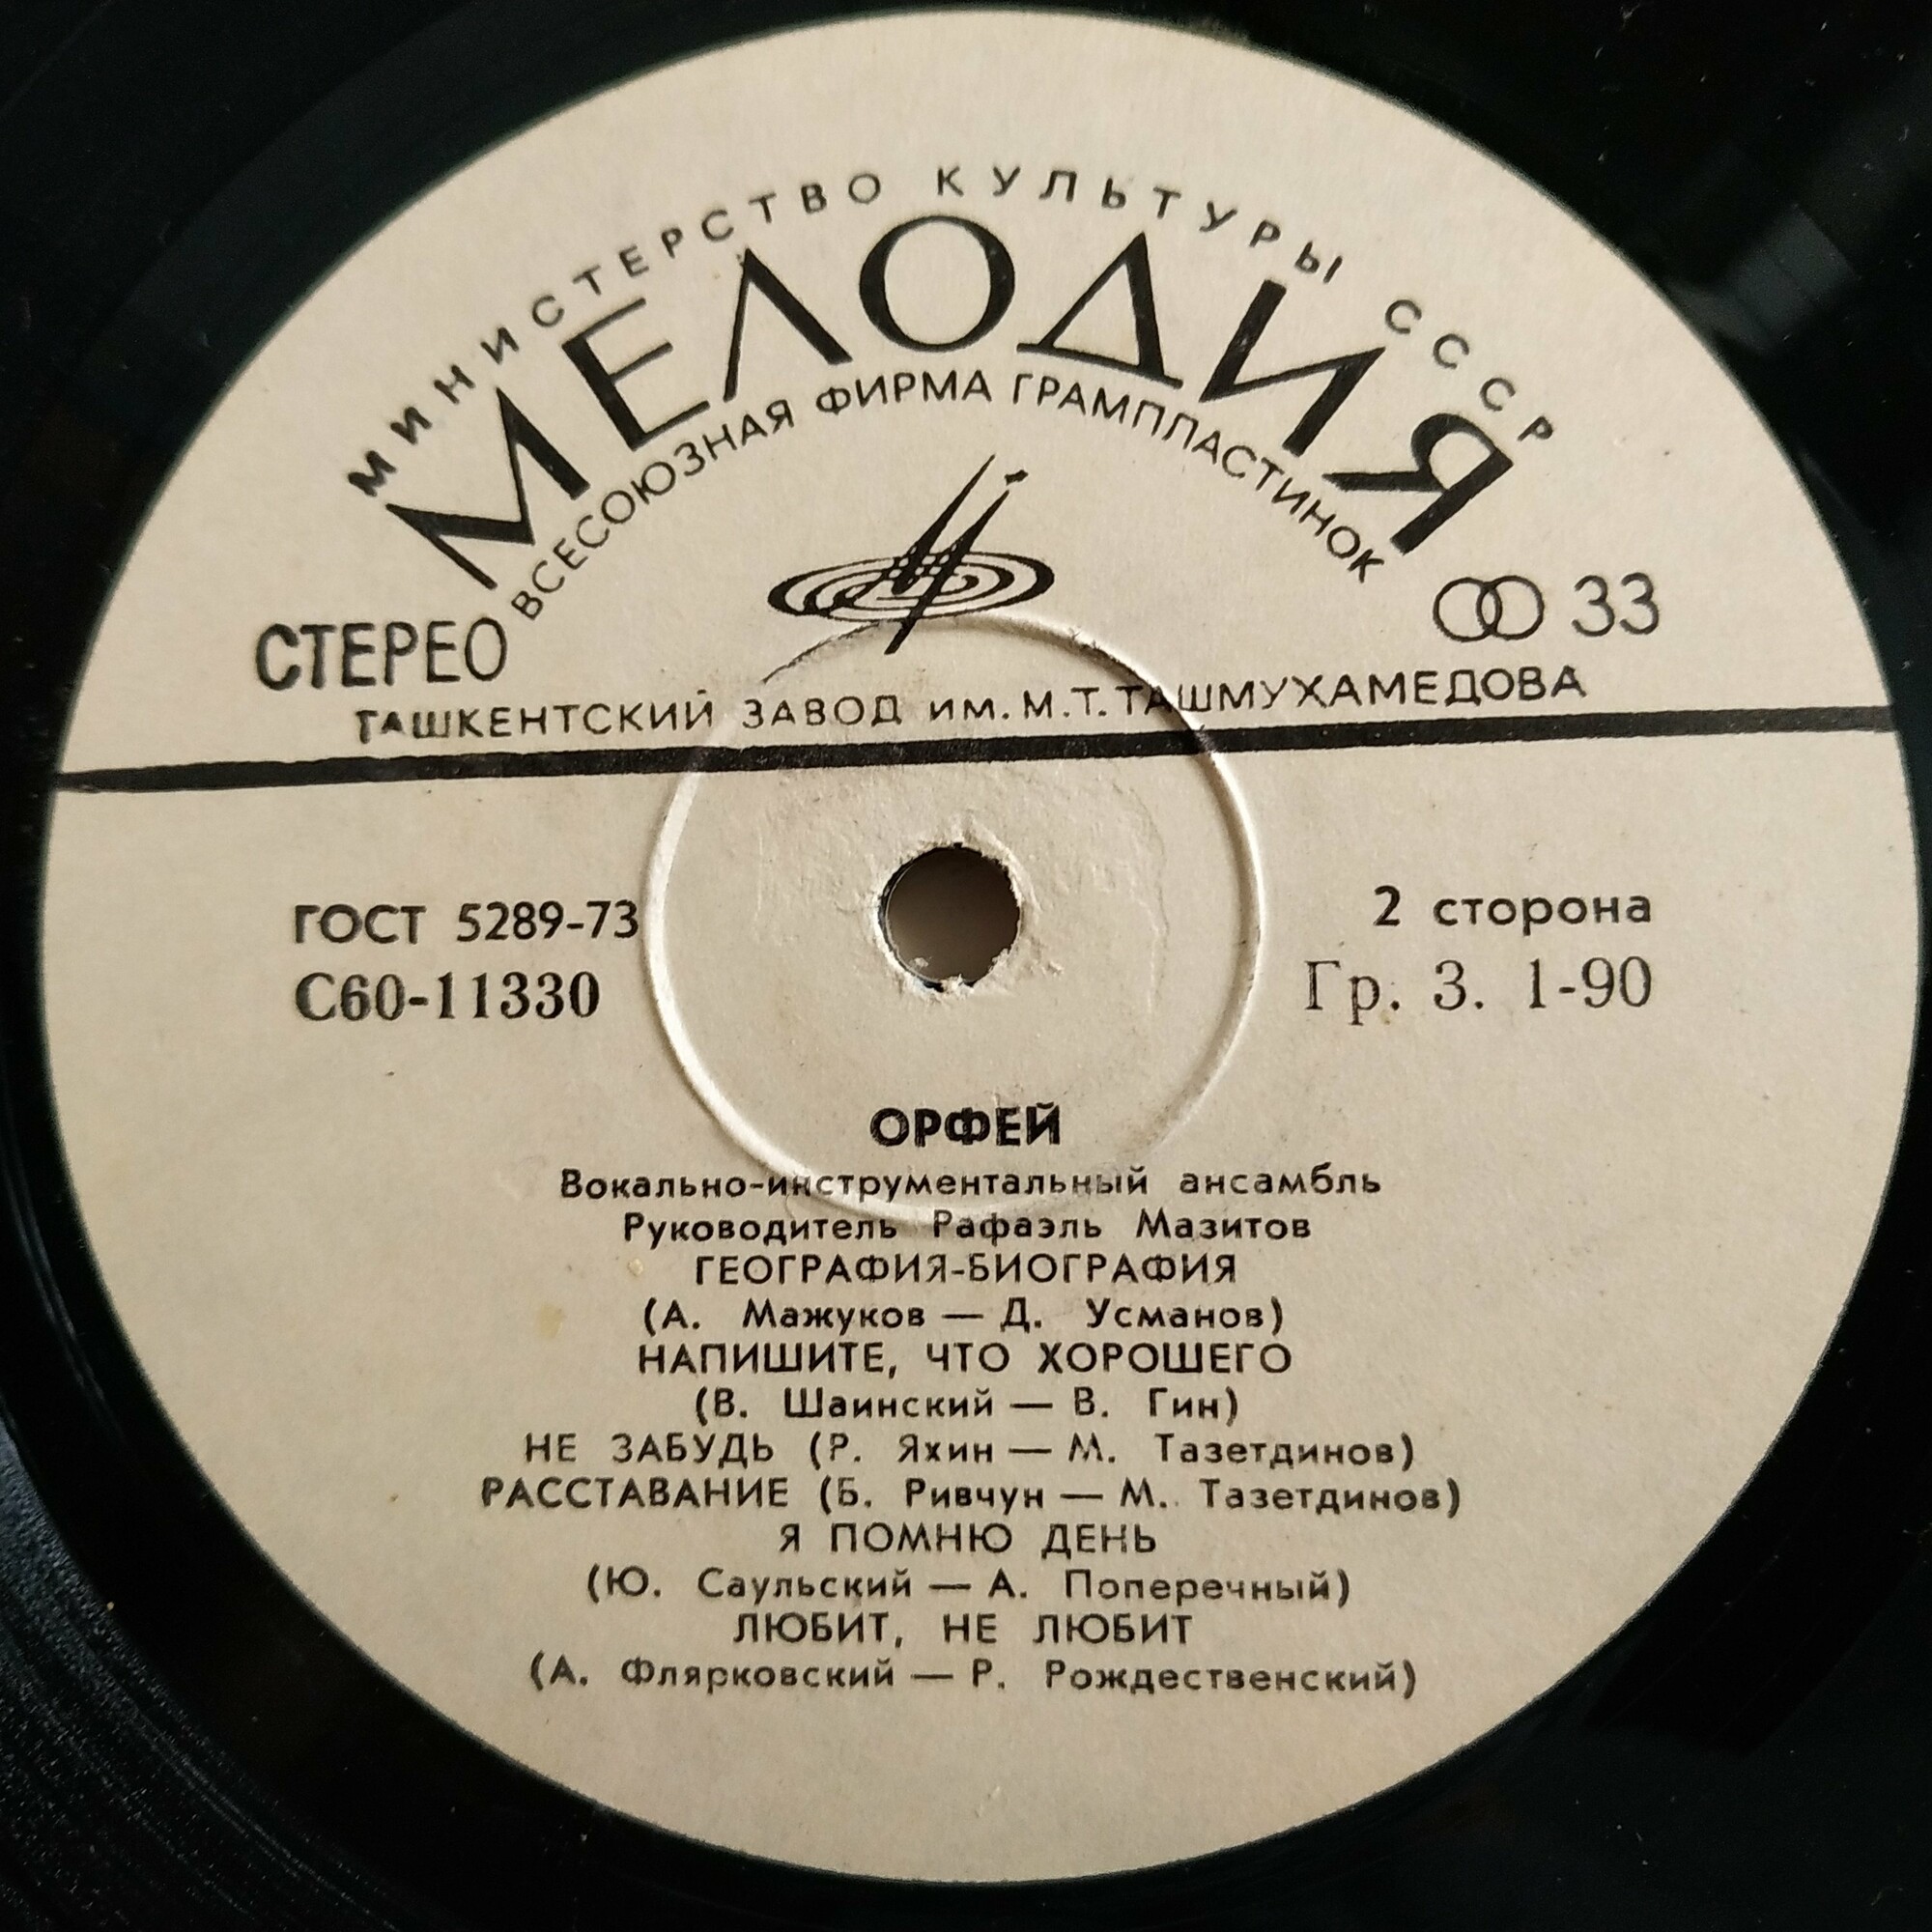 МИНИСТЕРСТВО КУЛЬТУРЫ СССР
МЕЛОДИЯ
ВСЕСОЮЗНАЯ ФИРМА ГРАМПЛАСТИНОК
СТЕРЕО
33
ТАШКЕНТСКИЙ ЗАВОД ИМ. М.Т. ТАШМУХАМЕДОВА
ГОСТ 5289-73
2 сторона
С60-11330
Гр. 3. 1-90
ОРФЕЙ
Вокально-инструментальный ансамбль
Руководитель Рафаэль Мазитов
ГЕОГРАФИЯ-БИОГРАФИЯ
(А. Мажуков — Д. Усманов)
НАПИШИТЕ, ЧТО ХОРОШЕГО
(В. Шаинский — В. Гин)
НЕ ЗАБУДЬ (Р. Яхин — М. Тазетдинов)
РАССТАВАНИЕ (Б. Ривчун — М. Тазетдинов)
Я ПОМНЮ ДЕНЬ
(Ю. Саульский — А. Поперечный)
ЛЮБИТ, НЕ ЛЮБИТ
(А. Флярковский — Р. Рождественский)